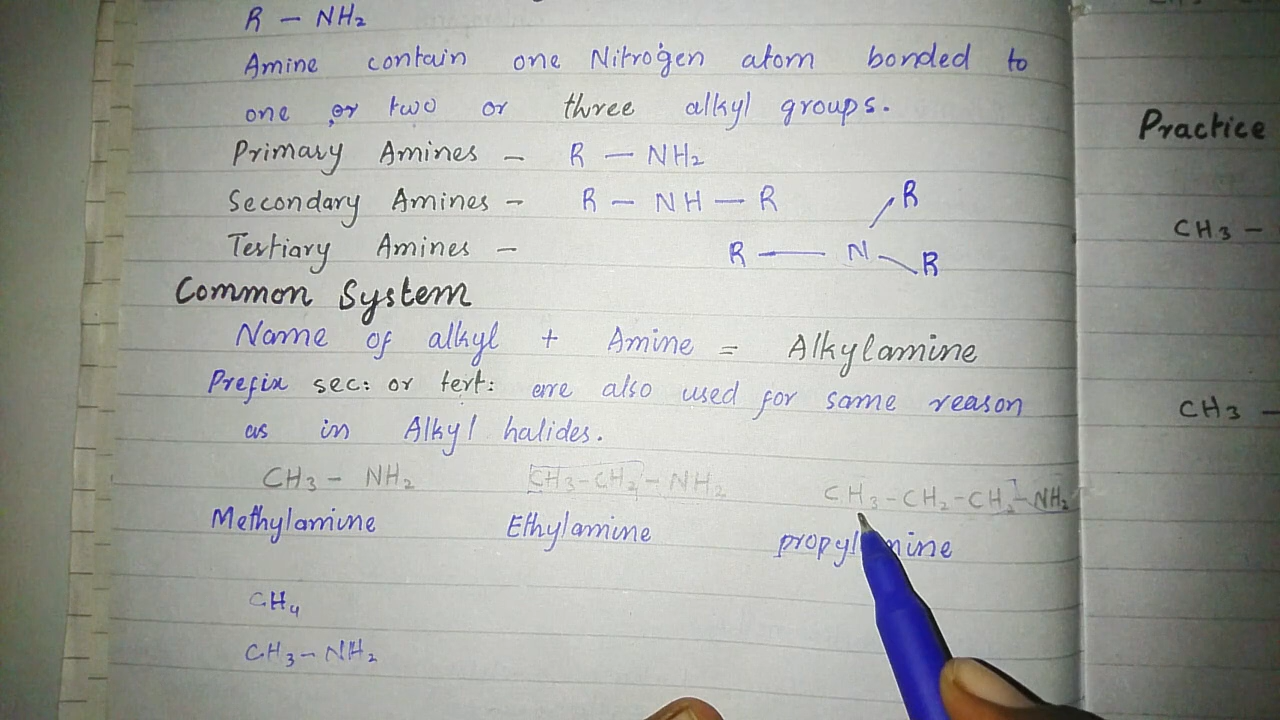 R — NH₂
Amine contain one Nitrogen atom bonded to
one or two or three alkyl groups.
Primary Amines — R — NH₂
Secondary Amines — R — NH — R
Tertiary Amines — R — N R R
Common System
Name of alkyl + Amine = Alkylamine
Prefix sec: or tert: are also used for same reason
as in Alkyl halides.
CH₃ — NH₂ CH₃-CH₂-NH₂ CH₃-CH₂-CH₂-NH₂
Methylamine Ethylamine
CH₄
CH₃ — NH₂
Practice
CH₃ —
CH₃ —